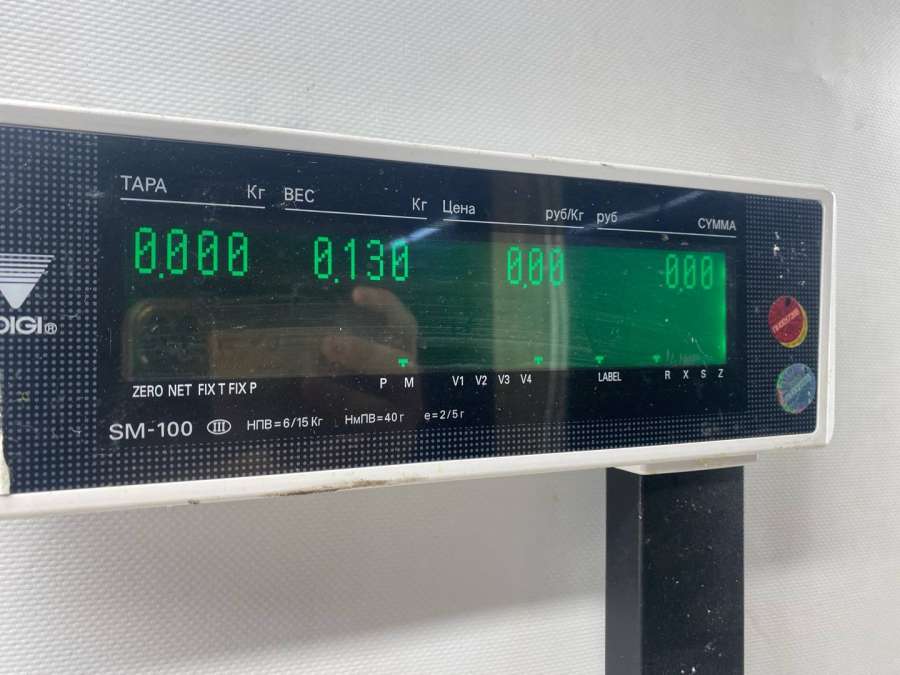 ТАРА Кг ВЕС Кг Цена руб/Кг руб СУММА
0.000 0.130 0.00 0.00
DIGI®
ZERO NET FIX T FIX P P M V1 V2 V3 V4 LABEL R X S Z
SM-100 III НПВ=6/15 Кг НмПВ=40 г e=2/5 г